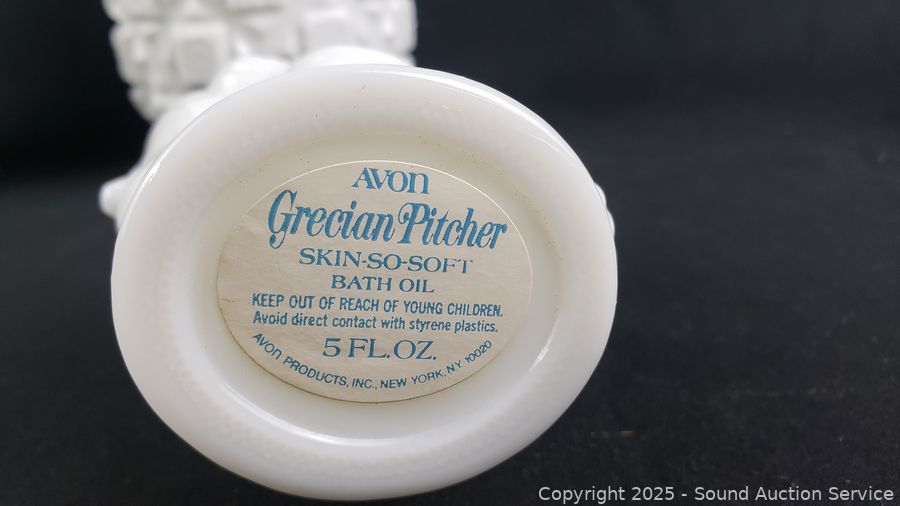 AVON
Grecian Pitcher
SKIN-SO-SOFT
BATH OIL
KEEP OUT OF REACH OF YOUNG CHILDREN.
Avoid direct contact with styrene plastics.
5 FL. OZ.
AVON PRODUCTS, INC., NEW YORK, NY 10020
Copyright 2025 - Sound Auction Service